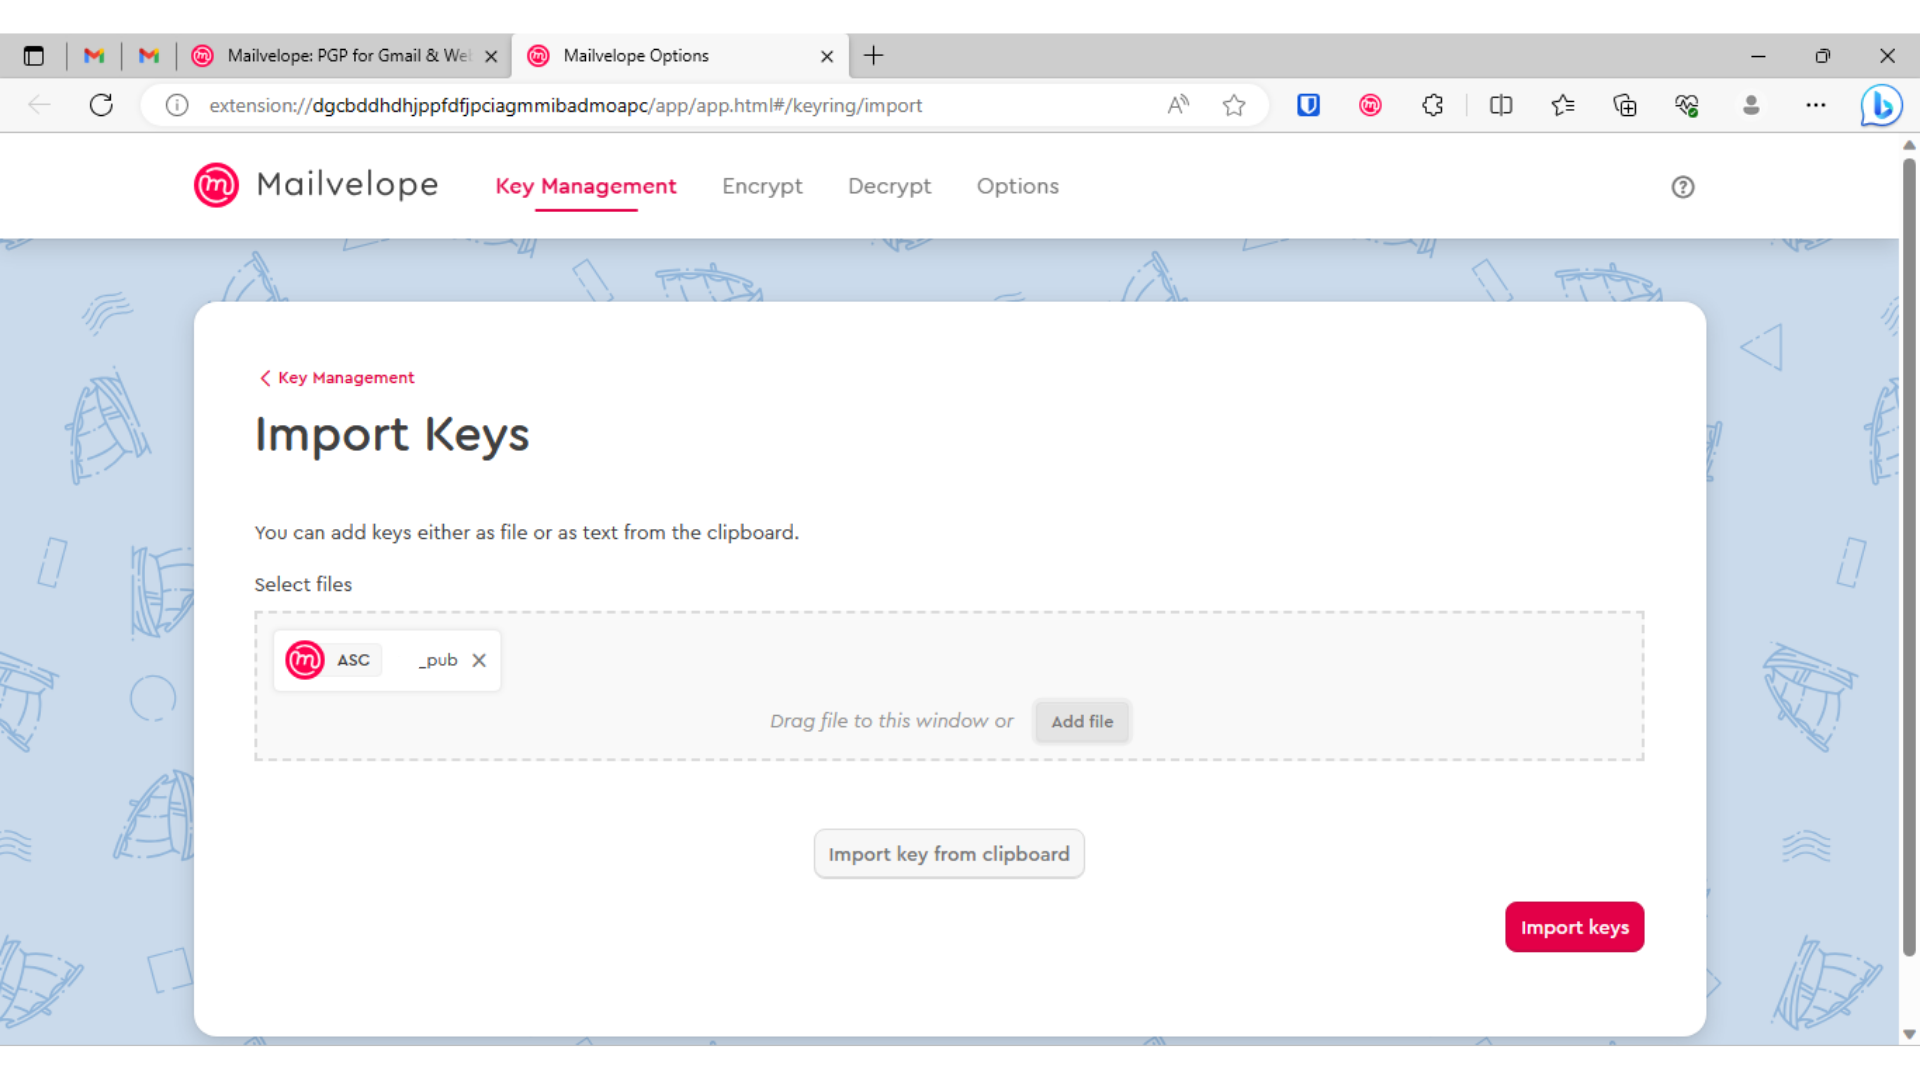 Mailvelope: PGP for Gmail & We
Mailvelope Options
extension://dgcbddhdhjppfdfjpciagmmibadmoapc/app/app.html#/keyring/import
Mailvelope
Key Management
Encrypt
Decrypt
Options
Key Management
Import Keys
You can add keys either as file or as text from the clipboard.
Select files
ASC _pub
Drag file to this window or Add file
Import key from clipboard
Import keys